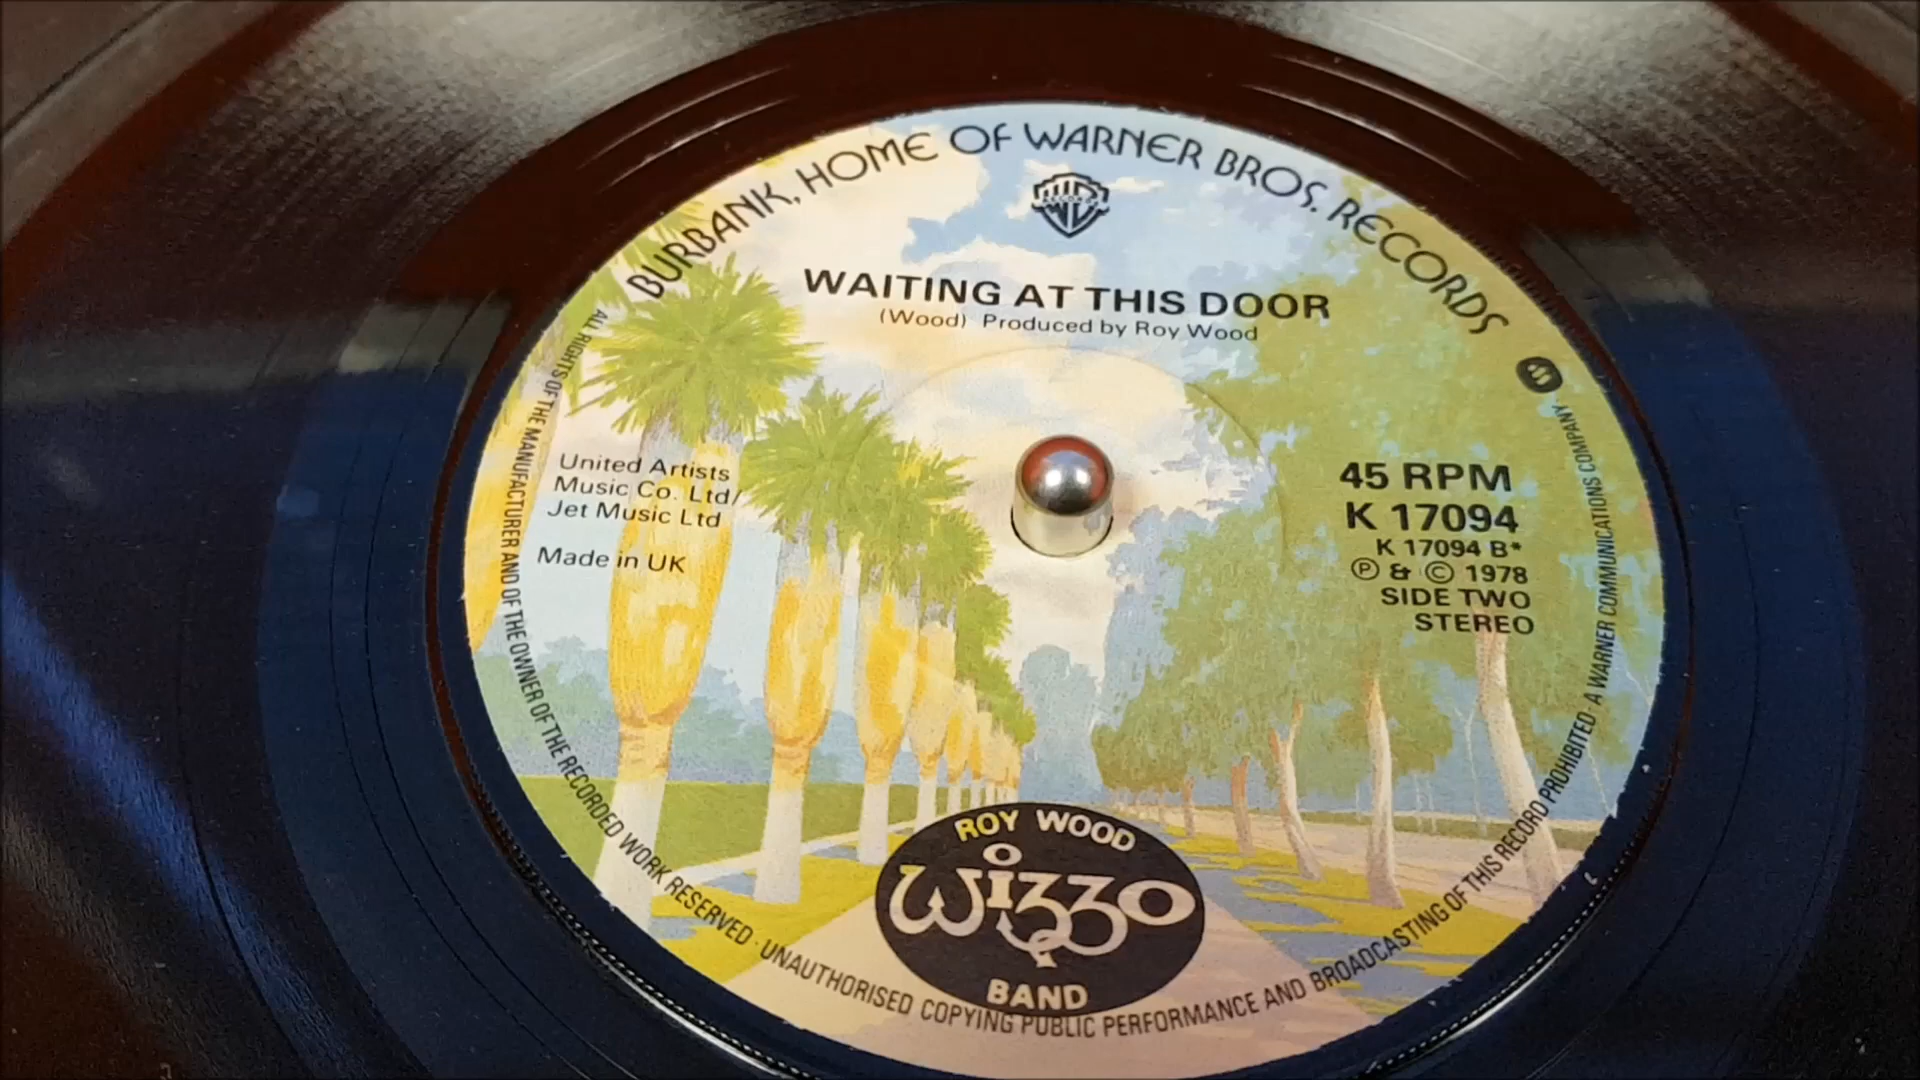 BURBANK, HOME OF WARNER BROS. RECORDS
WAITING AT THIS DOOR
(Wood) Produced by Roy Wood
United Artists
Music Co. Ltd/
Jet Music Ltd
Made in UK
45 RPM
K 17094
K 17094 B*
Ⓟ & © 1978
SIDE TWO
STEREO
ROY WOOD
wizzo
BAND
ALL RIGHTS OF THE MANUFACTURER AND OF THE OWNER OF THE RECORDED WORK RESERVED · UNAUTHORISED COPYING PUBLIC PERFORMANCE AND BROADCASTING OF THIS RECORD PROHIBITED · A WARNER COMMUNICATIONS COMPANY